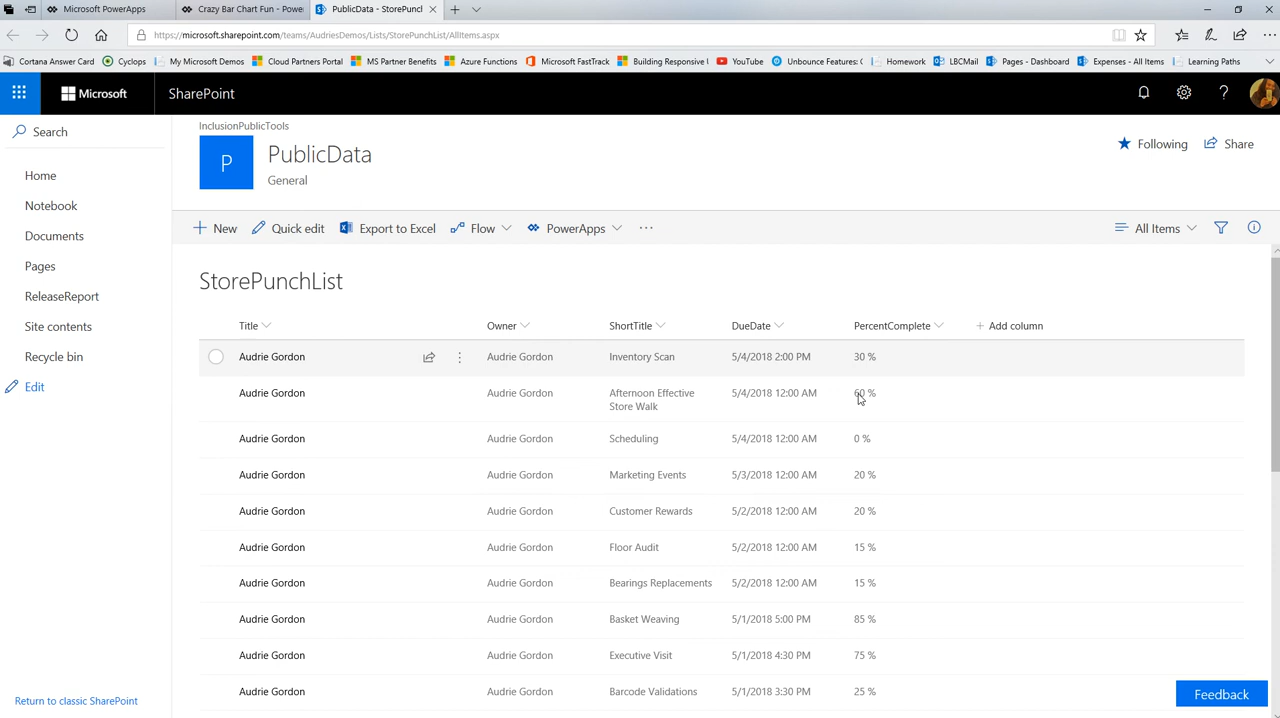 Microsoft PowerApps
Crazy Bar Chart Fun - Powe
PublicData - StorePunchl
https://microsoft.sharepoint.com/teams/AudriesDemos/Lists/StorePunchList/AllItems.aspx
Cortana Answer Card
Cyclops
My Microsoft Demos
Cloud Partners Portal
MS Partner Benefits
Azure Functions
Microsoft FastTrack
Building Responsive U
YouTube
Unbounce Features:
Homework
LBCMail
Pages - Dashboard
Expenses - All Items
Learning Paths
Microsoft
SharePoint
Search
Home
Notebook
Documents
Pages
ReleaseReport
Site contents
Recycle bin
Edit
InclusionPublicTools
P
PublicData
General
Following
Share
New
Quick edit
Export to Excel
Flow
PowerApps
All Items
StorePunchList
Title Owner ShortTitle DueDate PercentComplete + Add column
Audrie Gordon Audrie Gordon Inventory Scan 5/4/2018 2:00 PM 30 %
Audrie Gordon Audrie Gordon Afternoon Effective 5/4/2018 12:00 AM 60 %
Store Walk
Audrie Gordon Audrie Gordon Scheduling 5/4/2018 12:00 AM 0 %
Audrie Gordon Audrie Gordon Marketing Events 5/3/2018 12:00 AM 20 %
Audrie Gordon Audrie Gordon Customer Rewards 5/2/2018 12:00 AM 20 %
Audrie Gordon Audrie Gordon Floor Audit 5/2/2018 12:00 AM 15 %
Audrie Gordon Audrie Gordon Bearings Replacements 5/2/2018 12:00 AM 15 %
Audrie Gordon Audrie Gordon Basket Weaving 5/1/2018 5:00 PM 85 %
Audrie Gordon Audrie Gordon Executive Visit 5/1/2018 4:30 PM 75 %
Audrie Gordon Audrie Gordon Barcode Validations 5/1/2018 3:30 PM 25 %
Return to classic SharePoint
Feedback